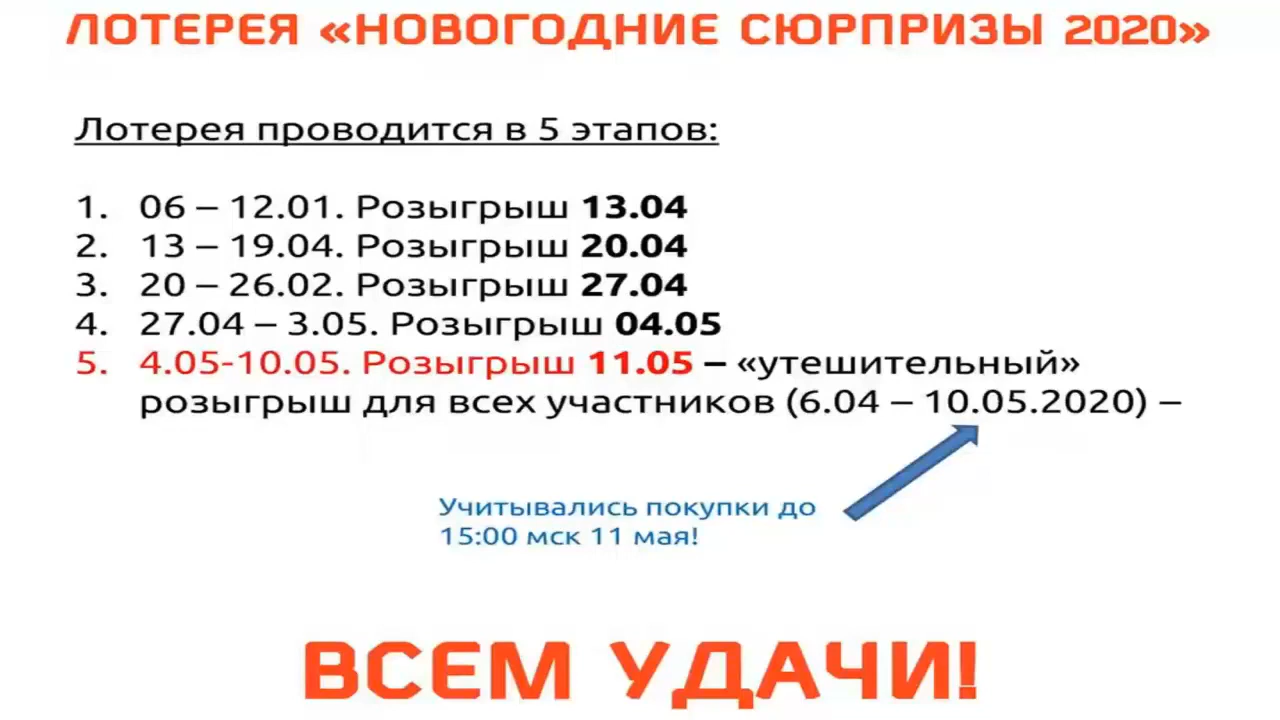 ЛОТЕРЕЯ «НОВОГОДНИЕ СЮРПРИЗЫ 2020»
Лотерея проводится в 5 этапов:
1. 06 – 12.01. Розыгрыш 13.04
2. 13 – 19.04. Розыгрыш 20.04
3. 20 – 26.02. Розыгрыш 27.04
4. 27.04 – 3.05. Розыгрыш 04.05
5. 4.05-10.05. Розыгрыш 11.05 – «утешительный»
розыгрыш для всех участников (6.04 – 10.05.2020) –
Учитывались покупки до
15:00 мск 11 мая!
ВСЕМ УДАЧИ!